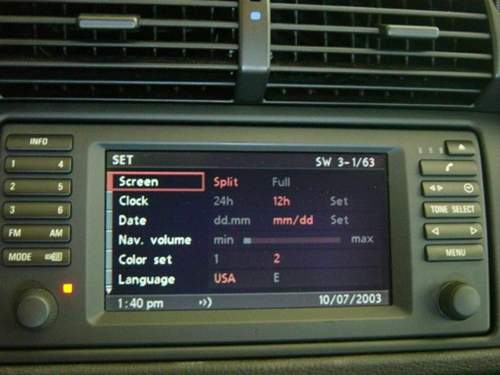 INFO
1 4
2 5
3 6
FM AM
MODE
SET SW 3-1/63
Screen Split Full
Clock 24h 12h Set
Date dd.mm mm/dd Set
Nav. volume min max
Color set 1 2
Language USA E
1:40 pm 10/07/2003
TONE SELECT
MENU